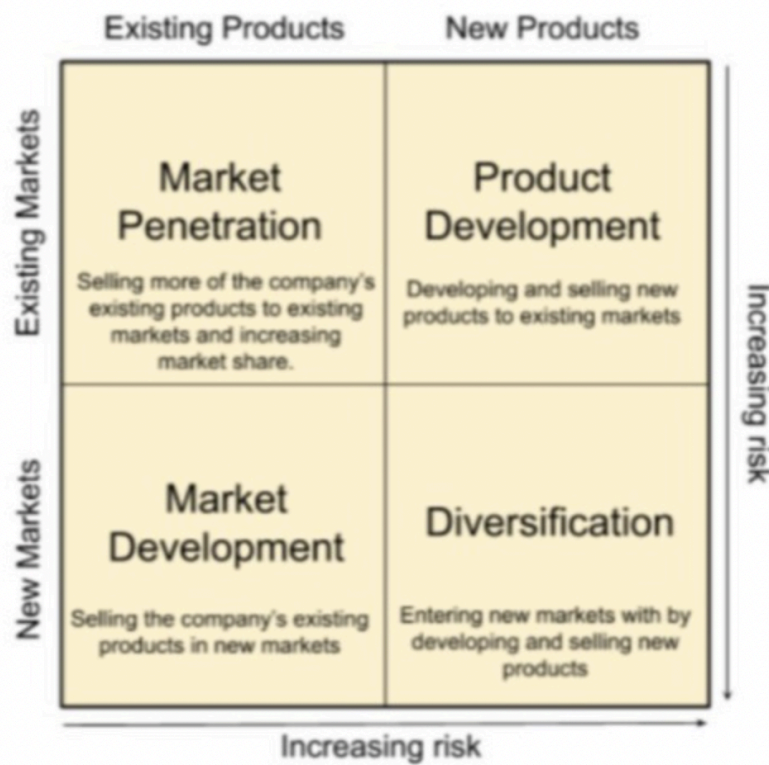 Existing Products
New Products
Existing Markets
Market
Penetration
Selling more of the company's
existing products to existing
markets and increasing
market share.
Product
Development
Developing and selling new
products to existing markets
Increasing risk
New Markets
Market
Development
Selling the company's existing
products in new markets
Diversification
Entering new markets with by
developing and selling new
products
Increasing risk